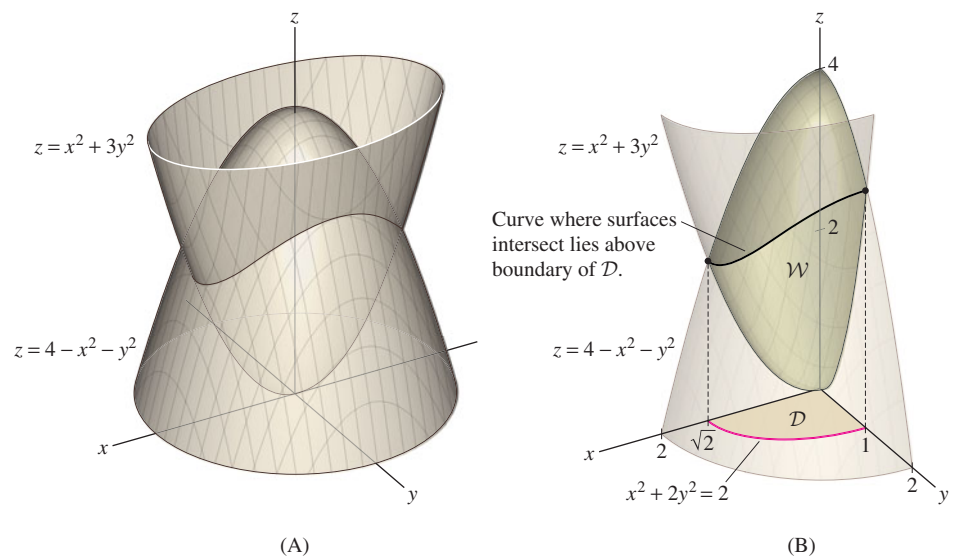 z
z = x² + 3y²
z = 4 − x² − y²
x
y
(A)
z
4
z = x² + 3y²
Curve where surfaces
intersect lies above
boundary of 𝒟.
2
𝒲
z = 4 − x² − y²
𝒟
x
2
√2
1
2
x² + 2y² = 2
y
(B)